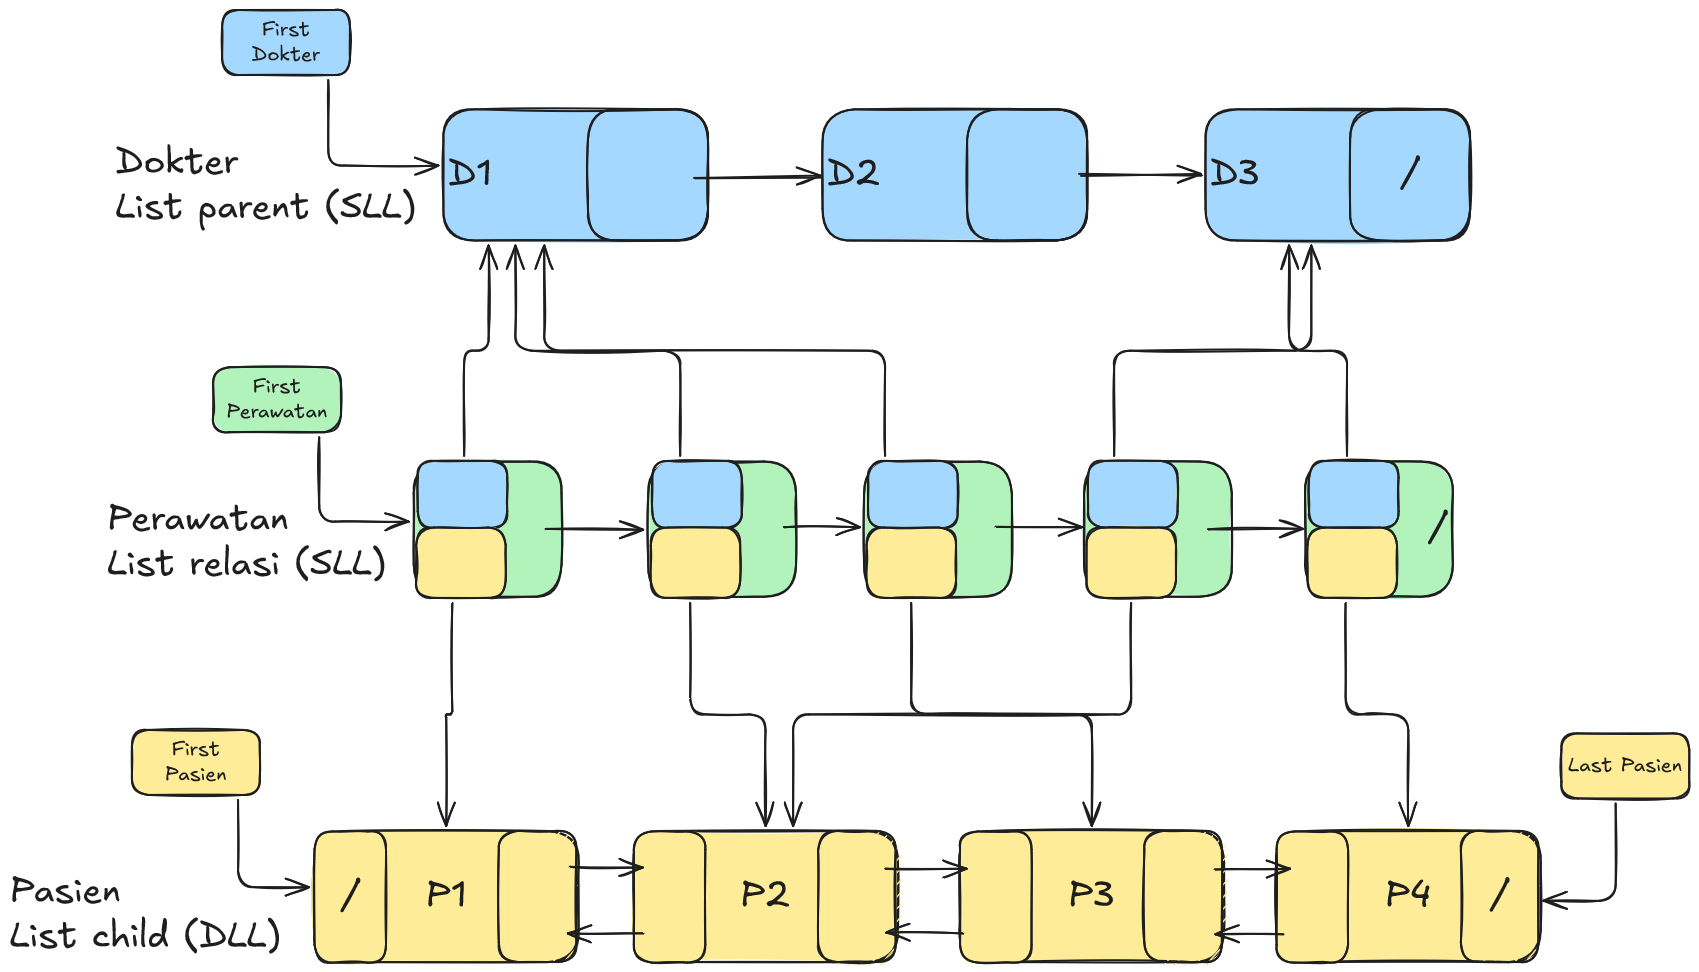 First
Dokter
Dokter
List parent (SLL)
D1
D2
D3
/
First
Perawatan
Perawatan
List relasi (SLL)
/
First
Pasien
Last Pasien
Pasien
List child (DLL)
/
P1
P2
P3
P4
/